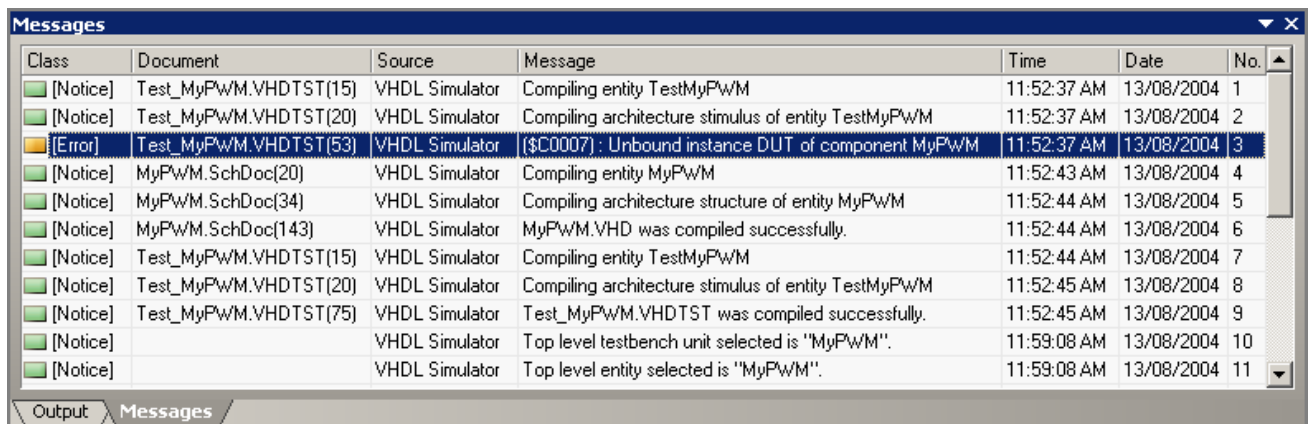 Messages
Class Document Source Message Time Date No.
[Notice] Test_MyPWM.VHDTST(15) VHDL Simulator Compiling entity TestMyPWM 11:52:37 AM 13/08/2004 1
[Notice] Test_MyPWM.VHDTST(20) VHDL Simulator Compiling architecture stimulus of entity TestMyPWM 11:52:37 AM 13/08/2004 2
[Error] Test_MyPWM.VHDTST(53) VHDL Simulator ($C0007) : Unbound instance DUT of component MyPWM 11:52:37 AM 13/08/2004 3
[Notice] MyPWM.SchDoc(20) VHDL Simulator Compiling entity MyPWM 11:52:43 AM 13/08/2004 4
[Notice] MyPWM.SchDoc(34) VHDL Simulator Compiling architecture structure of entity MyPWM 11:52:44 AM 13/08/2004 5
[Notice] MyPWM.SchDoc(143) VHDL Simulator MyPWM.VHD was compiled successfully. 11:52:44 AM 13/08/2004 6
[Notice] Test_MyPWM.VHDTST(15) VHDL Simulator Compiling entity TestMyPWM 11:52:44 AM 13/08/2004 7
[Notice] Test_MyPWM.VHDTST(20) VHDL Simulator Compiling architecture stimulus of entity TestMyPWM 11:52:45 AM 13/08/2004 8
[Notice] Test_MyPWM.VHDTST(75) VHDL Simulator Test_MyPWM.VHDTST was compiled successfully. 11:52:45 AM 13/08/2004 9
[Notice] VHDL Simulator Top level testbench unit selected is "MyPWM". 11:59:08 AM 13/08/2004 10
[Notice] VHDL Simulator Top level entity selected is "MyPWM". 11:59:08 AM 13/08/2004 11
Output Messages